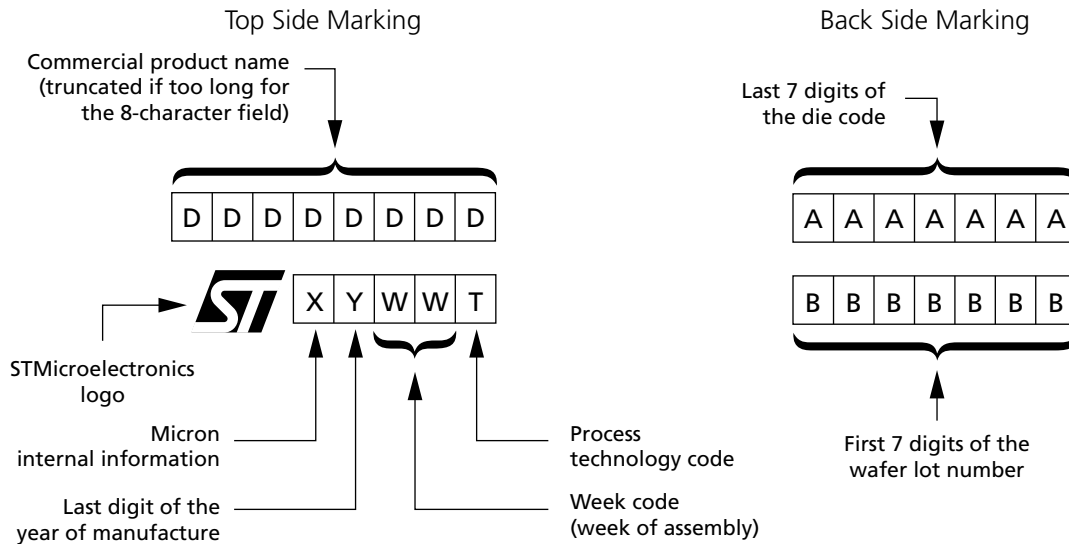 Top Side Marking
Commercial product name
(truncated if too long for
the 8-character field)
D D D D D D D D
ST X Y W W T
STMicroelectronics
logo
Micron
internal information
Last digit of the
year of manufacture
Process
technology code
Week code
(week of assembly)
Back Side Marking
Last 7 digits of
the die code
A A A A A A A
B B B B B B B
First 7 digits of the
wafer lot number